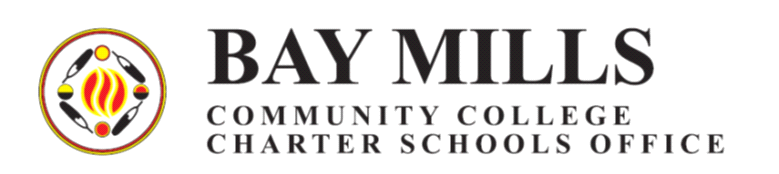 BAY MILLS
COMMUNITY COLLEGE
CHARTER SCHOOLS OFFICE